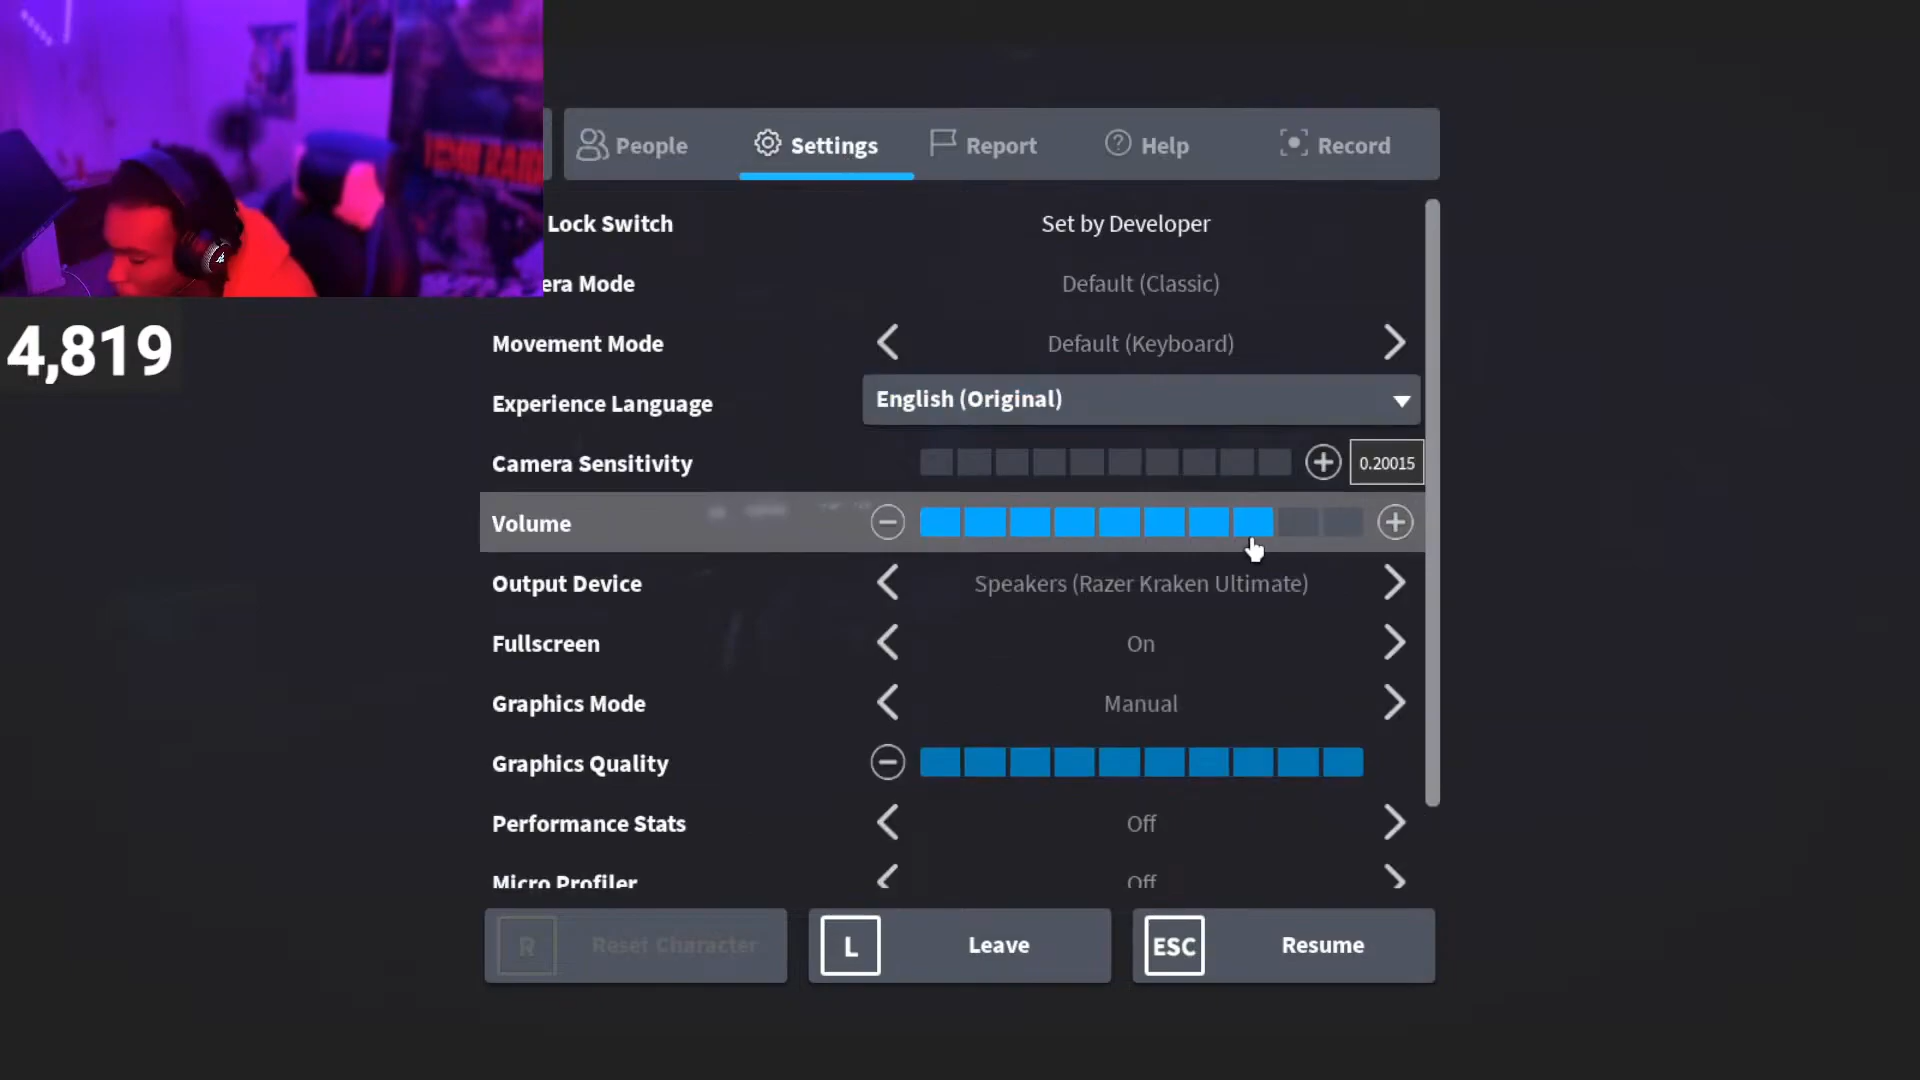 People
Settings
Report
Help
Record
Lock Switch
Set by Developer
era Mode
Default (Classic)
Movement Mode
Default (Keyboard)
Experience Language
English (Original)
Camera Sensitivity
0.20015
Volume
Output Device
Speakers (Razer Kraken Ultimate)
Fullscreen
On
Graphics Mode
Manual
Graphics Quality
Performance Stats
Off
Micro Profiler
Off
R
Reset Character
L
Leave
ESC
Resume
4,819